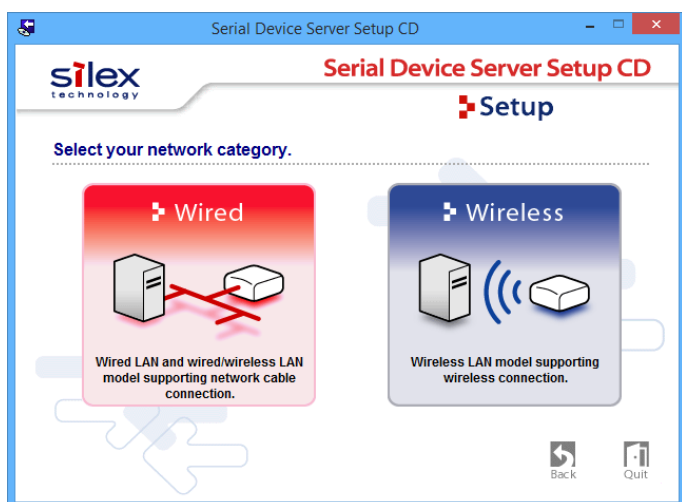 Serial Device Server Setup CD
silex
technology
Serial Device Server Setup CD
Setup
Select your network category.
Wired
Wired LAN and wired/wireless LAN
model supporting network cable
connection.
Wireless
Wireless LAN model supporting
wireless connection.
Back
Quit